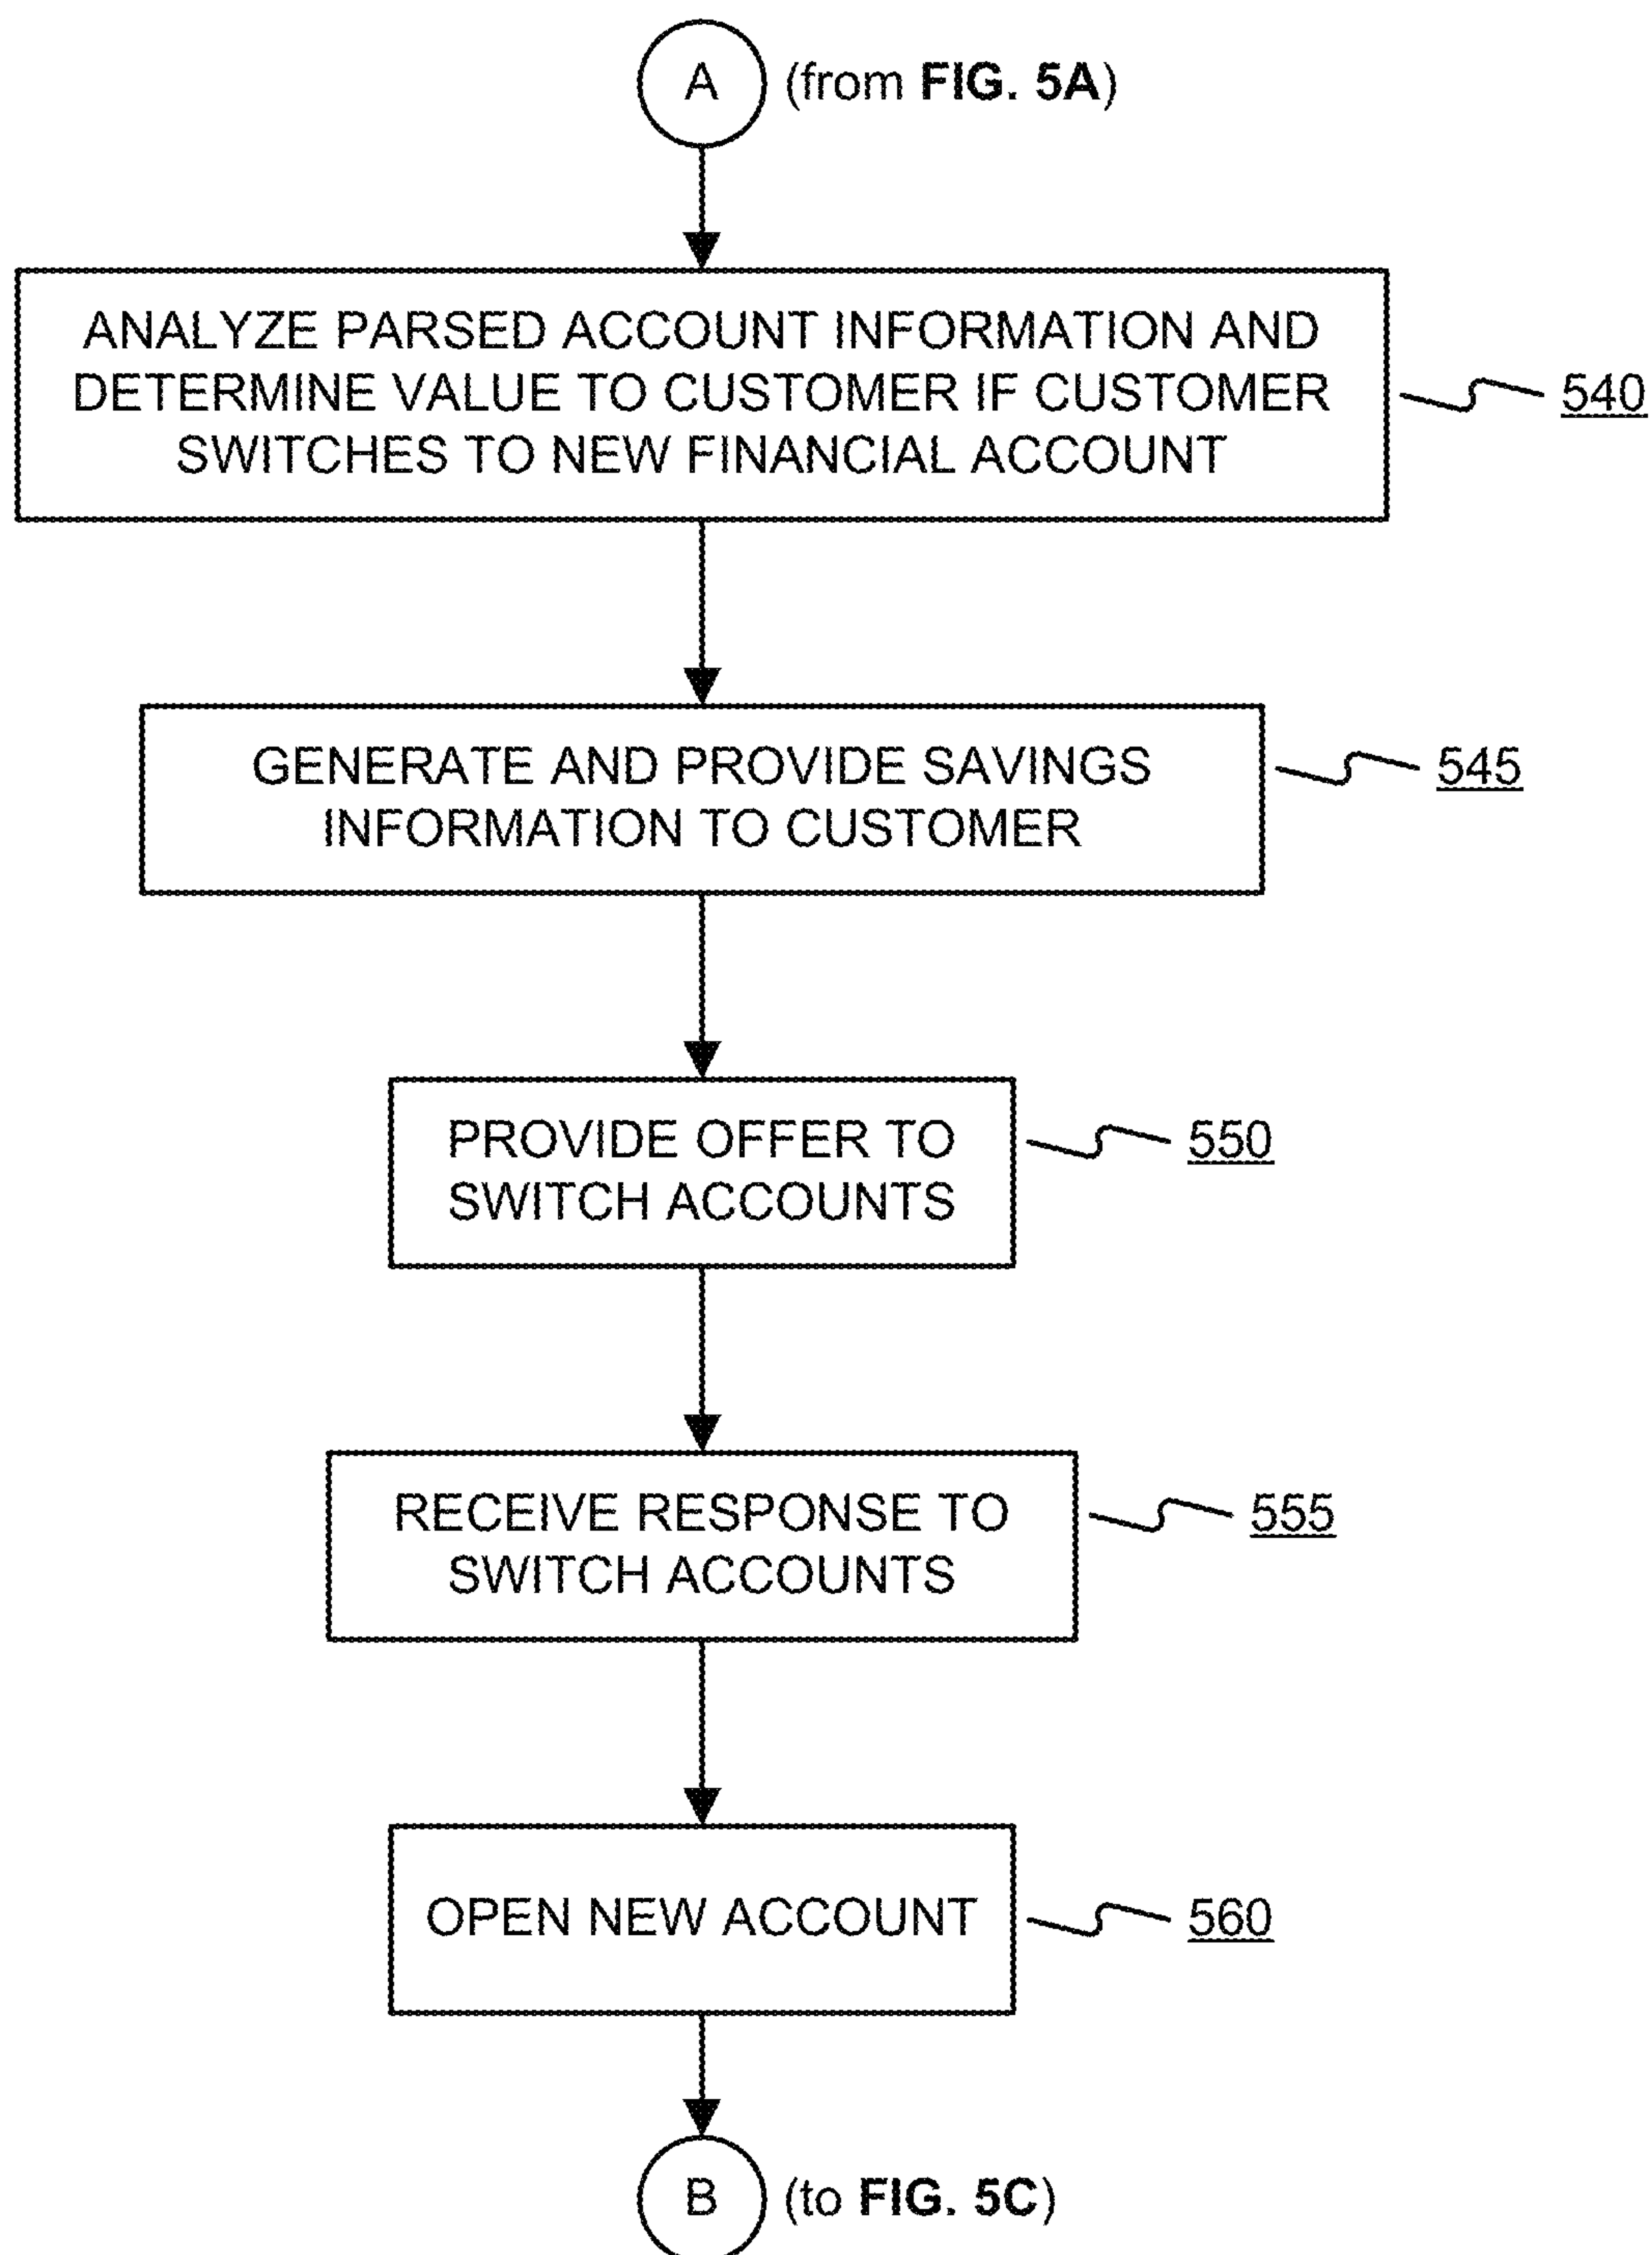 A (from FIG. 5A)
ANALYZE PARSED ACCOUNT INFORMATION AND
DETERMINE VALUE TO CUSTOMER IF CUSTOMER
SWITCHES TO NEW FINANCIAL ACCOUNT
540
GENERATE AND PROVIDE SAVINGS
INFORMATION TO CUSTOMER
545
PROVIDE OFFER TO
SWITCH ACCOUNTS
550
RECEIVE RESPONSE TO
SWITCH ACCOUNTS
555
OPEN NEW ACCOUNT
560
B (to FIG. 5C)